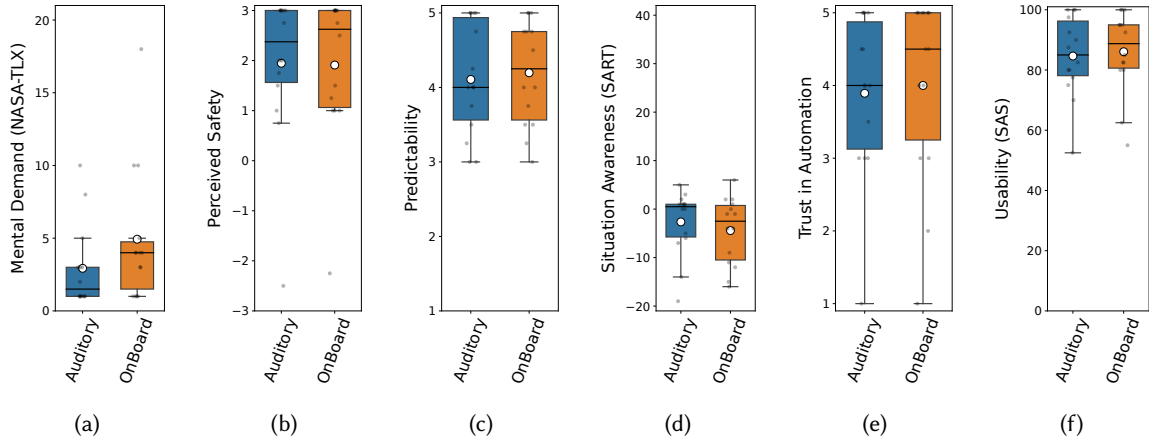 Mental Demand (NASA-TLX)
20
15
10
5
0
Auditory
OnBoard
(a)
Perceived Safety
3
2
1
0
−1
−2
−3
Auditory
OnBoard
(b)
Predictability
5
4
3
2
1
Auditory
OnBoard
(c)
Situation Awareness (SART)
40
30
20
10
0
−10
−20
Auditory
OnBoard
(d)
Trust in Automation
5
4
3
2
1
Auditory
OnBoard
(e)
Usability (SAS)
100
80
60
40
20
0
Auditory
OnBoard
(f)